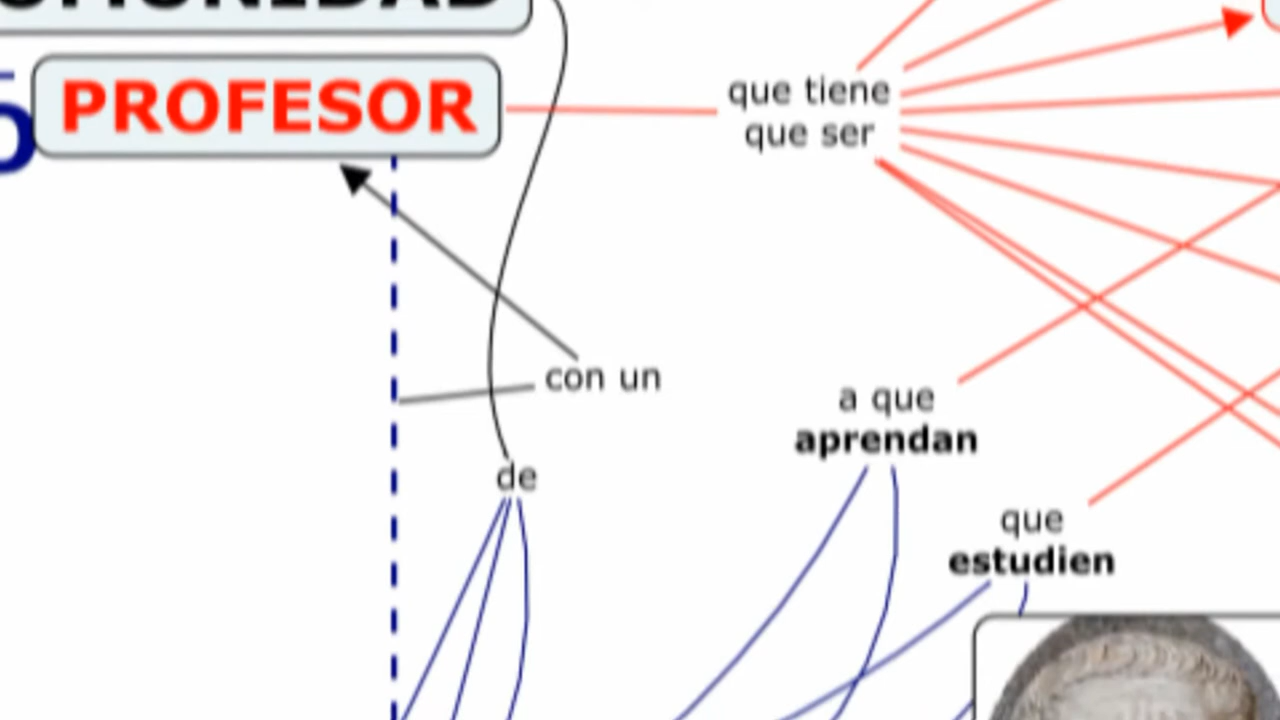 PROFESOR
que tiene
que ser
con un
a que
aprendan
de
que
estudien